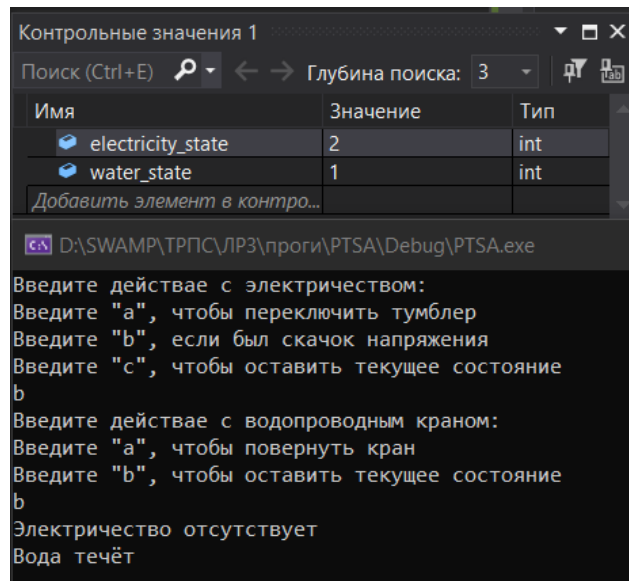 Контрольные значения 1
Поиск (Ctrl+E) Глубина поиска: 3
Имя Значение Тип
electricity_state 2 int
water_state 1 int
Добавить элемент в контро...
D:\SWAMP\ТРПС\ЛР3\проги\PTSA\Debug\PTSA.exe
Введите действае с электричеством:
Введите "a", чтобы переключить тумблер
Введите "b", если был скачок напряжения
Введите "c", чтобы оставить текущее состояние
b
Введите действае с водопроводным краном:
Введите "a", чтобы повернуть кран
Введите "b", чтобы оставить текущее состояние
b
Электричество отсутствует
Вода течёт